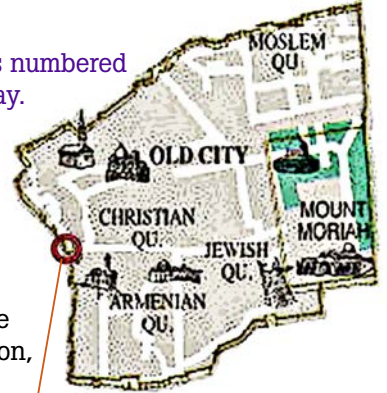 MOSLEM
QU.
s numbered
ay.
OLD CITY
MOUNT
MORIAH
CHRISTIAN
QU.
JEWISH
QU.
ARMENIAN
QU.
e
on,